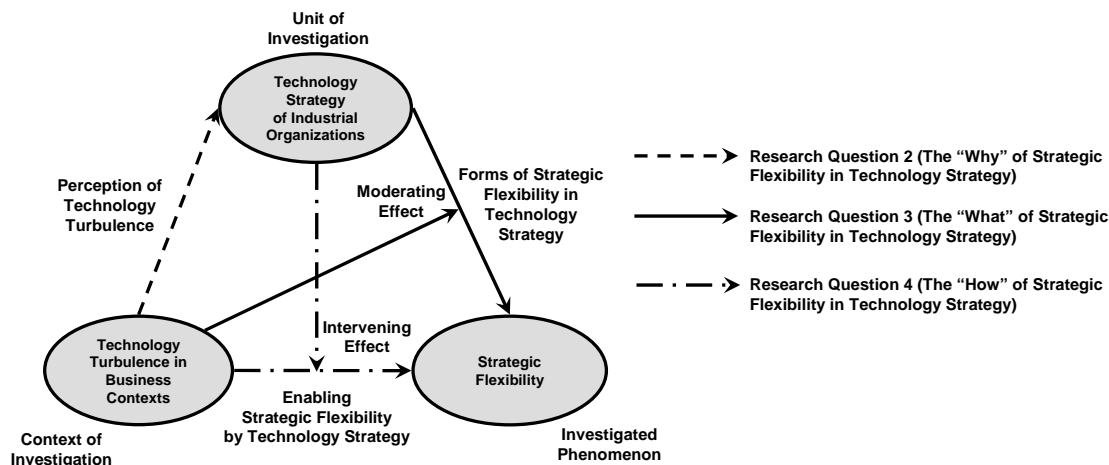 Unit of
Investigation
Technology
Strategy
of Industrial
Organizations
Perception of
Technology
Turbulence
Moderating
Effect
Forms of Strategic
Flexibility in
Technology
Strategy
Technology
Turbulence in
Business
Contexts
Intervening
Effect
Strategic
Flexibility
Enabling
Strategic Flexibility
by Technology Strategy
Context of
Investigation
Investigated
Phenomenon
Research Question 2 (The “Why” of Strategic
Flexibility in Technology Strategy)
Research Question 3 (The “What” of Strategic
Flexibility in Technology Strategy)
Research Question 4 (The “How” of Strategic
Flexibility in Technology Strategy)